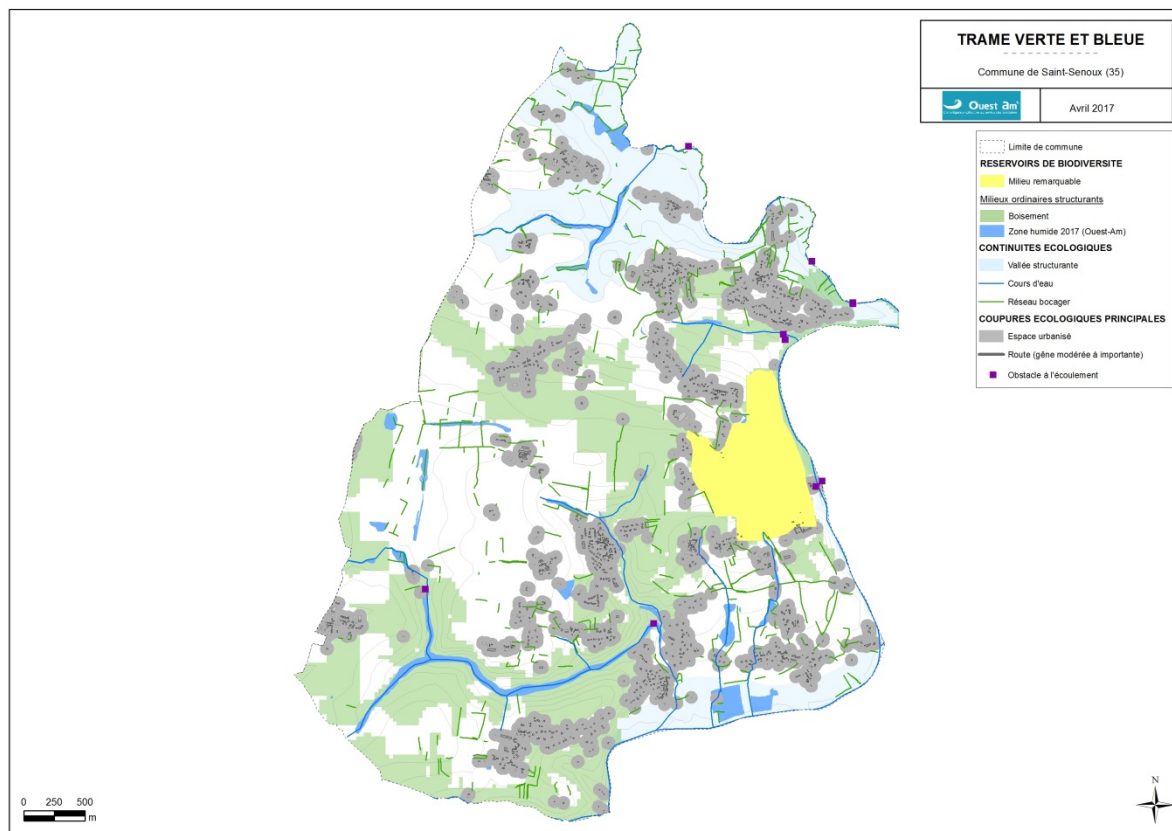 TRAME VERTE ET BLEUE
Commune de Saint-Senoux (35)
Ouest am'
Avril 2017
Limite de commune
RESERVOIRS DE BIODIVERSITE
Milieu remarquable
Milieux ordinaires structurants
Boisement
Zone humide 2017 (Ouest-Am)
CONTINUITES ECOLOGIQUES
Vallée structurante
Cours d'eau
Réseau bocager
COUPURES ECOLOGIQUES PRINCIPALES
Espace urbanisé
Route (gêne modérée à importante)
Obstacle à l'écoulement
0 250 500
m
N